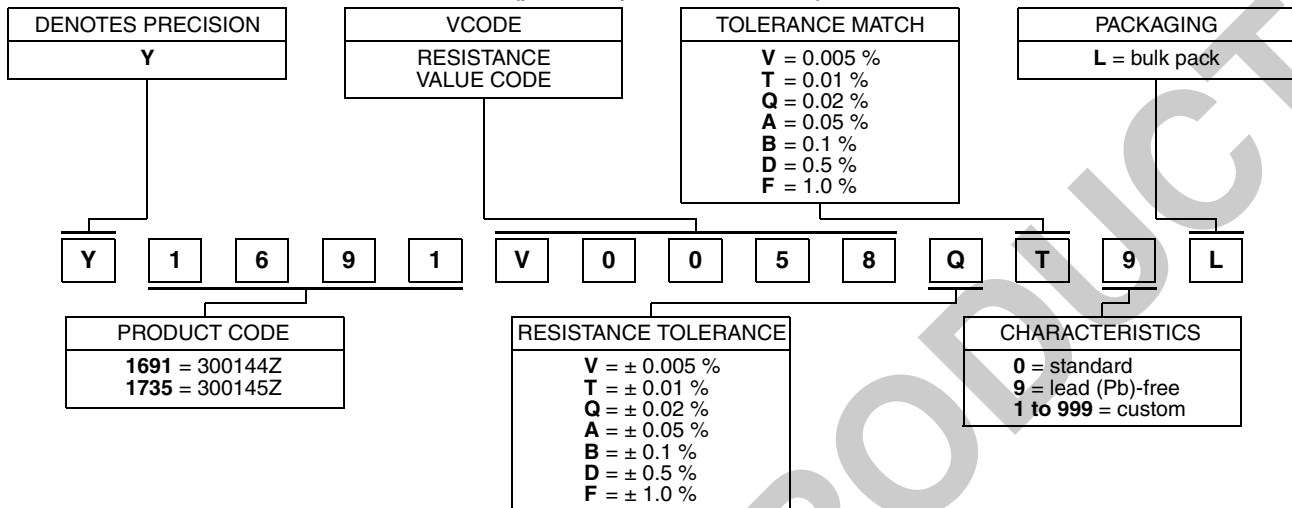 DENOTES PRECISION
Y
VCODE
RESISTANCE
VALUE CODE
TOLERANCE MATCH
V = 0.005 %
T = 0.01 %
Q = 0.02 %
A = 0.05 %
B = 0.1 %
D = 0.5 %
F = 1.0 %
PACKAGING
L = bulk pack
Y 1 6 9 1 V 0 0 5 8 Q T 9 L
PRODUCT CODE
1691 = 300144Z
1735 = 300145Z
RESISTANCE TOLERANCE
V = ± 0.005 %
T = ± 0.01 %
Q = ± 0.02 %
A = ± 0.05 %
B = ± 0.1 %
D = ± 0.5 %
F = ± 1.0 %
CHARACTERISTICS
0 = standard
9 = lead (Pb)-free
1 to 999 = custom
ODUCT